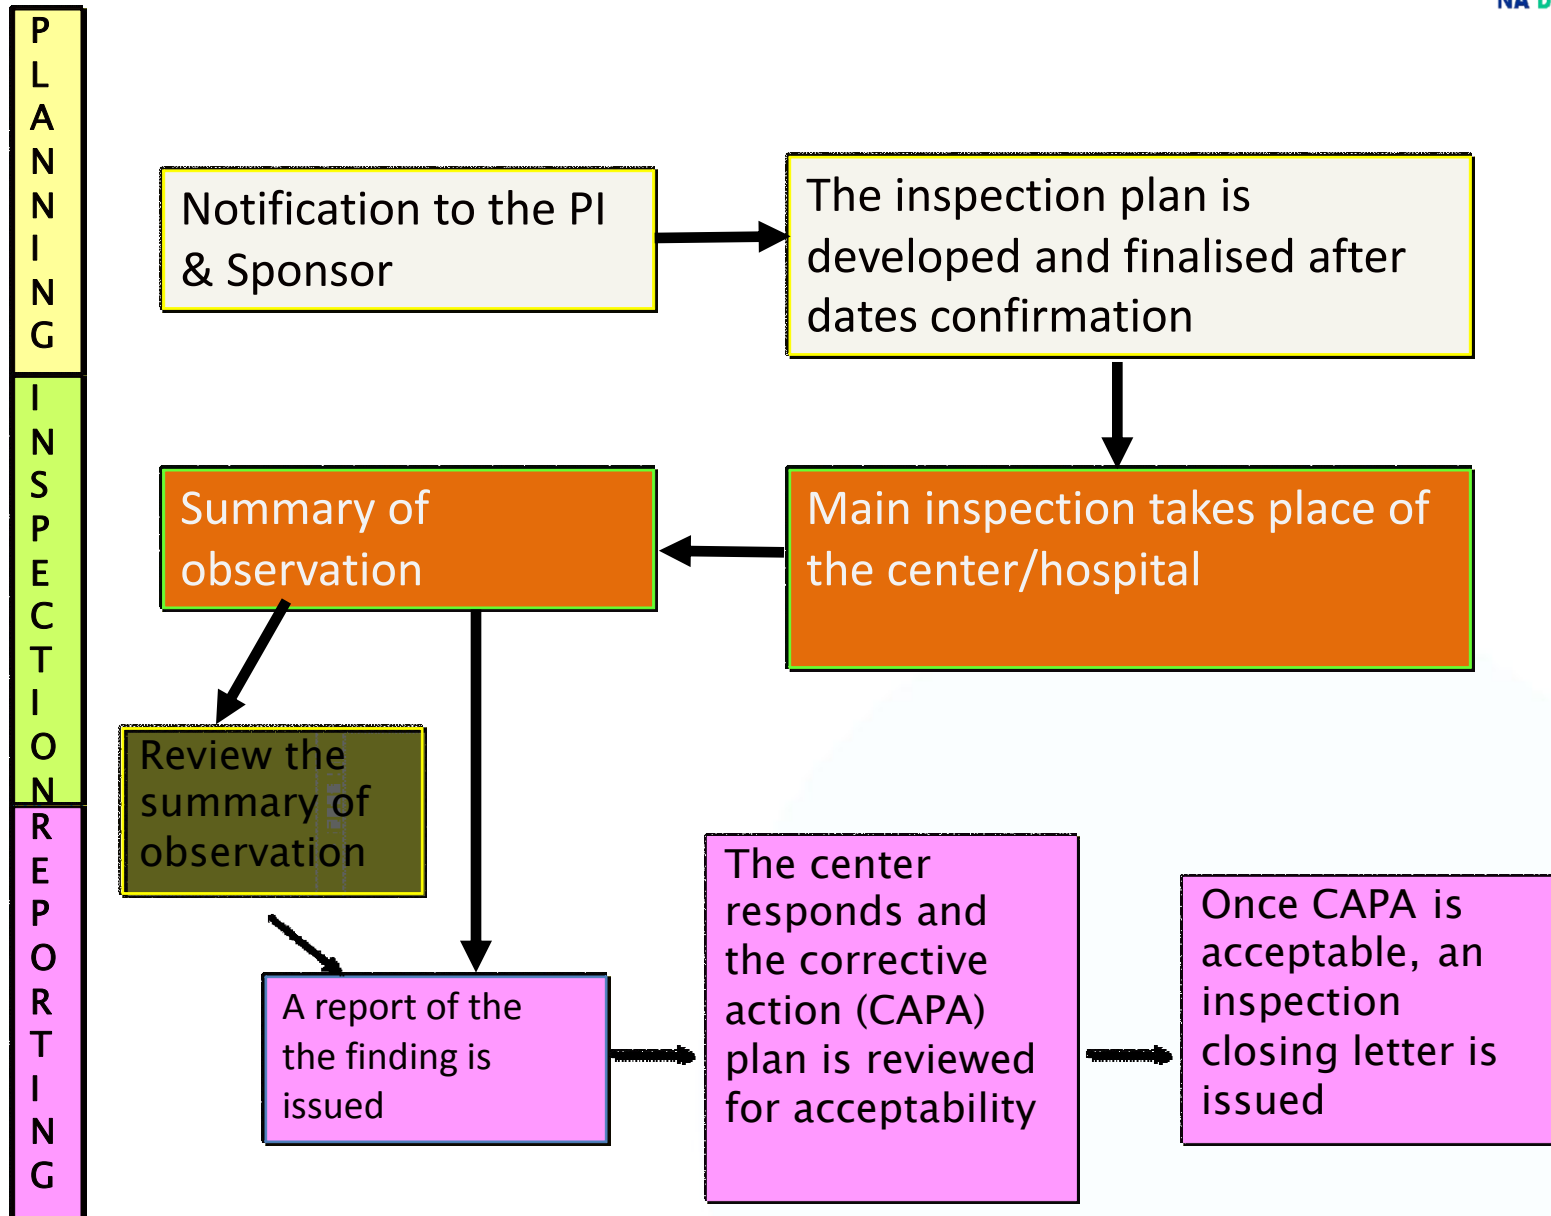 NA D
PLANNING
Notification to the PI
& Sponsor
The inspection plan is
developed and finalised after
dates confirmation
INSPECTION
Summary of
observation
Main inspection takes place of
the center/hospital
Review the
summary of
observation
REPORTING
A report of the
the finding is
issued
The center
responds and
the corrective
action (CAPA)
plan is reviewed
for acceptability
Once CAPA is
acceptable, an
inspection
closing letter is
issued